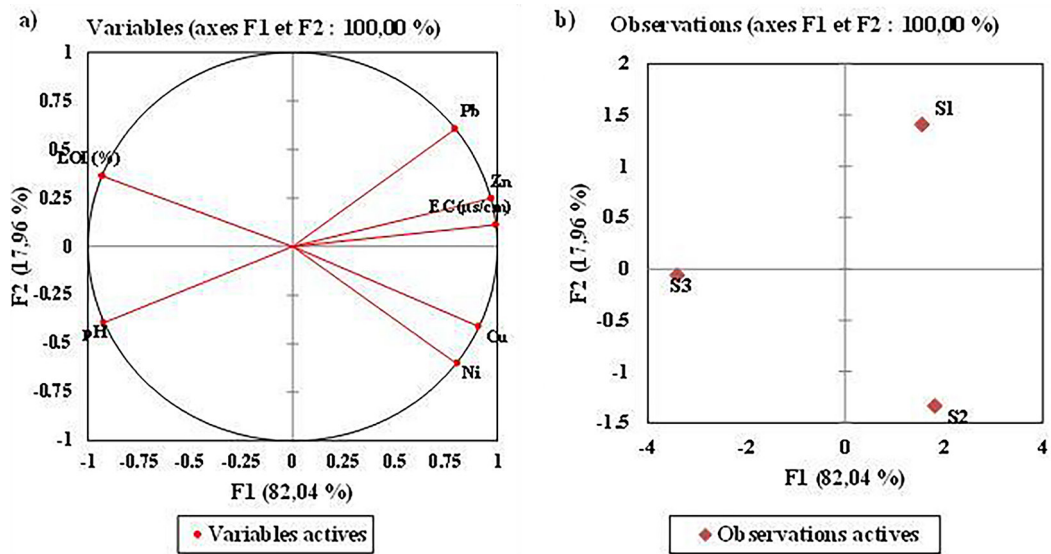 a)
Variables (axes F1 et F2 : 100,00 %)
1
0.75
0.5
0.25
0
-0.25
-0.5
-0.75
-1
F2 (17,96 %)
Pb
Zn
E.C (µs/cm)
LOI (%)
pH
Cu
Ni
-1
-0.75
-0.5
-0.25
0
0.25
0.5
0.75
1
F1 (82,04 %)
Variables actives
b)
Observations (axes F1 et F2 : 100,00 %)
2
1.5
1
0.5
0
-0.5
-1
-1.5
F2 (17,96 %)
S1
S3
S2
-4
-2
0
2
4
F1 (82,04 %)
Observations actives